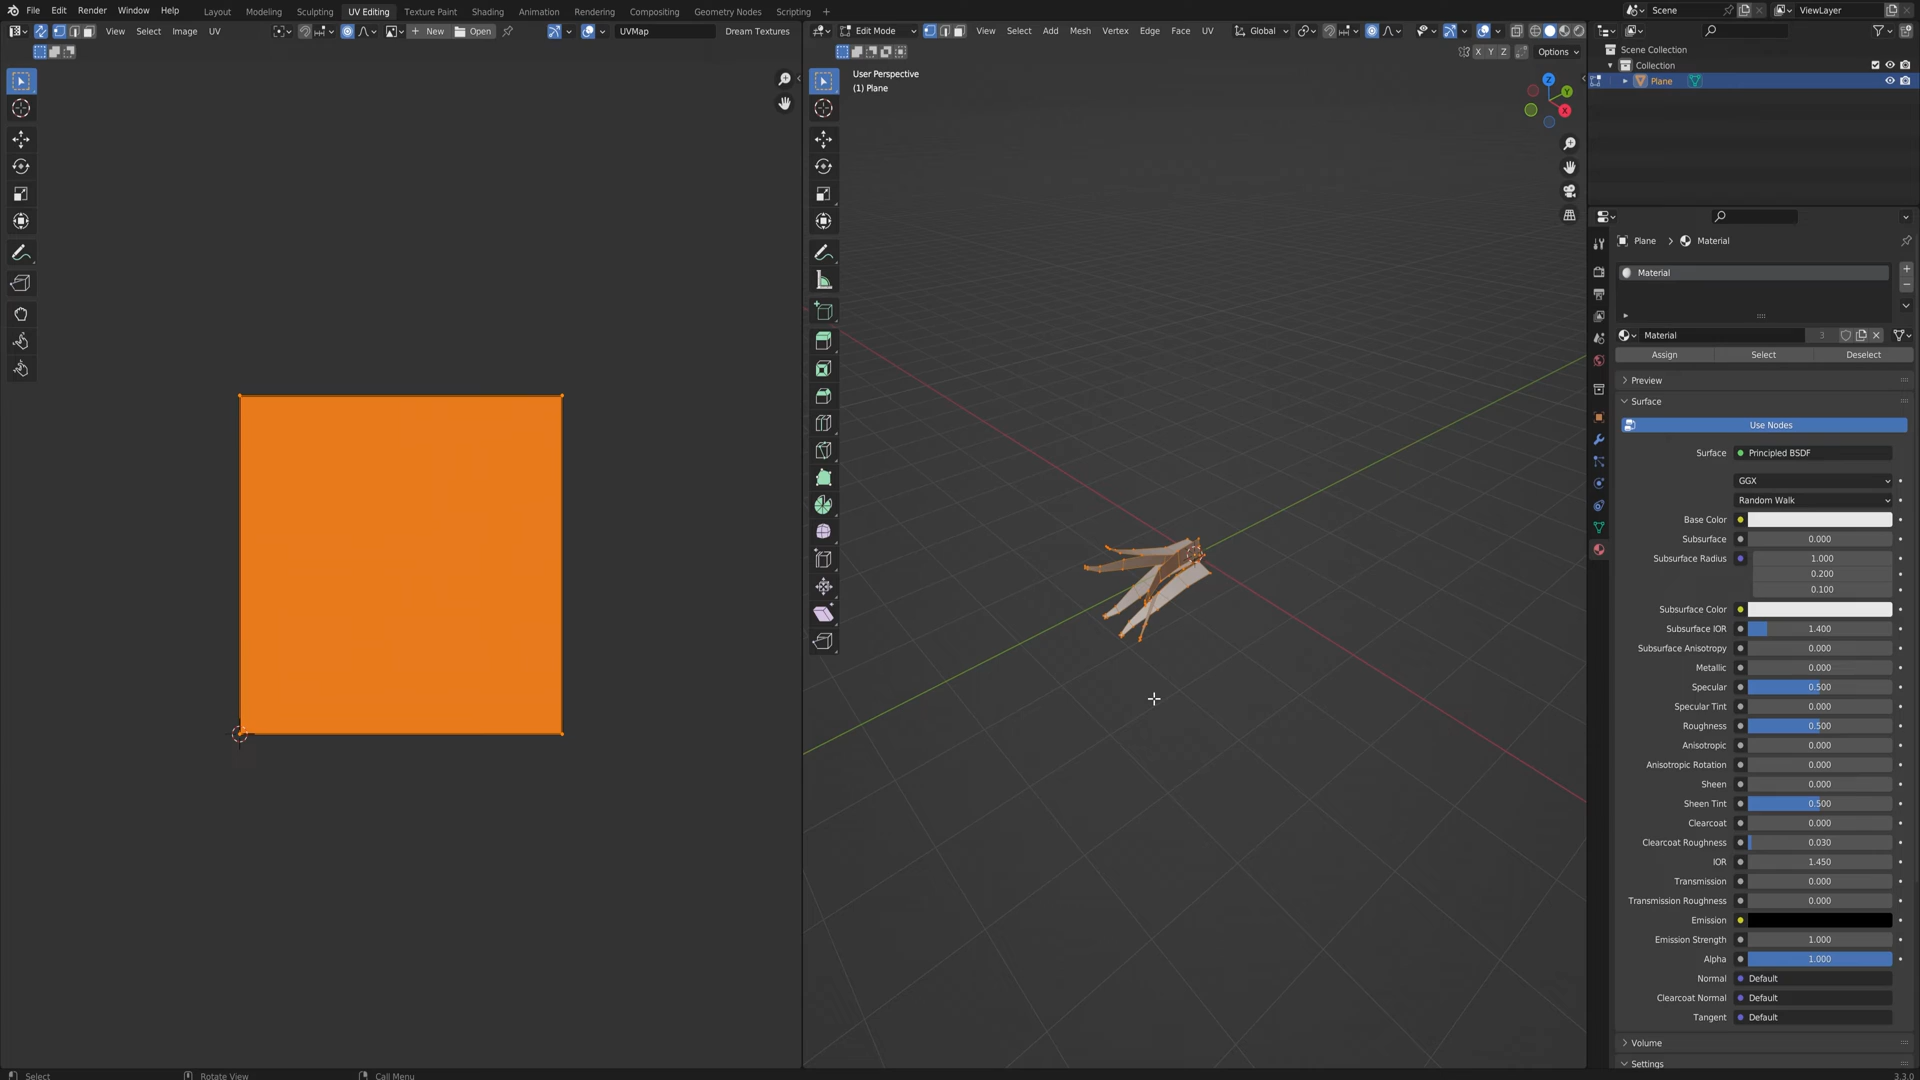 File Edit Render Window Help Layout Modeling Sculpting UV Editing Texture Paint Shading Animation Rendering Compositing Geometry Nodes Scripting + Scene ViewLayer
View Select Image UV New Open UVMap Dream Textures
Edit Mode View Select Add Mesh Vertex Edge Face UV Global
X Y Z Options
User Perspective
(1) Plane
Z
Y
X
Scene Collection
Collection
Plane
Plane > Material
Material
Material 3
Assign Select Deselect
Preview
Surface
Use Nodes
Surface Principled BSDF
GGX
Random Walk
Base Color
Subsurface 0.000
Subsurface Radius 1.000
0.200
0.100
Subsurface Color
Subsurface IOR 1.400
Subsurface Anisotropy 0.000
Metallic 0.000
Specular 0.500
Specular Tint 0.000
Roughness 0.500
Anisotropic 0.000
Anisotropic Rotation 0.000
Sheen 0.000
Sheen Tint 0.500
Clearcoat 0.000
Clearcoat Roughness 0.030
IOR 1.450
Transmission 0.000
Transmission Roughness 0.000
Emission
Emission Strength 1.000
Alpha 1.000
Normal Default
Clearcoat Normal Default
Tangent Default
Volume
Settings
Select Rotate View Call Menu 3.3.0